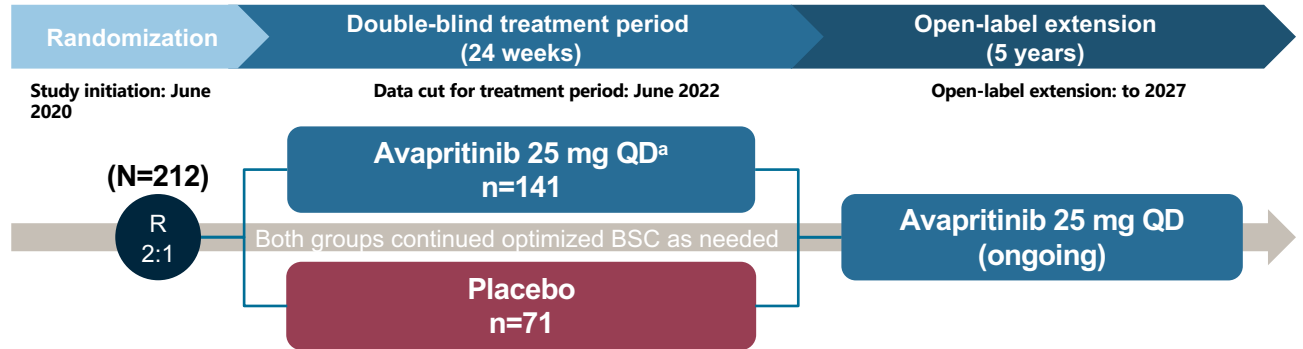 Randomization
Double-blind treatment period
(24 weeks)
Open-label extension
(5 years)
Study initiation: June
2020
Data cut for treatment period: June 2022
Open-label extension: to 2027
(N=212)
R
2:1
Avapritinib 25 mg QDᵃ
n=141
Both groups continued optimized BSC as needed
Placebo
n=71
Avapritinib 25 mg QD
(ongoing)